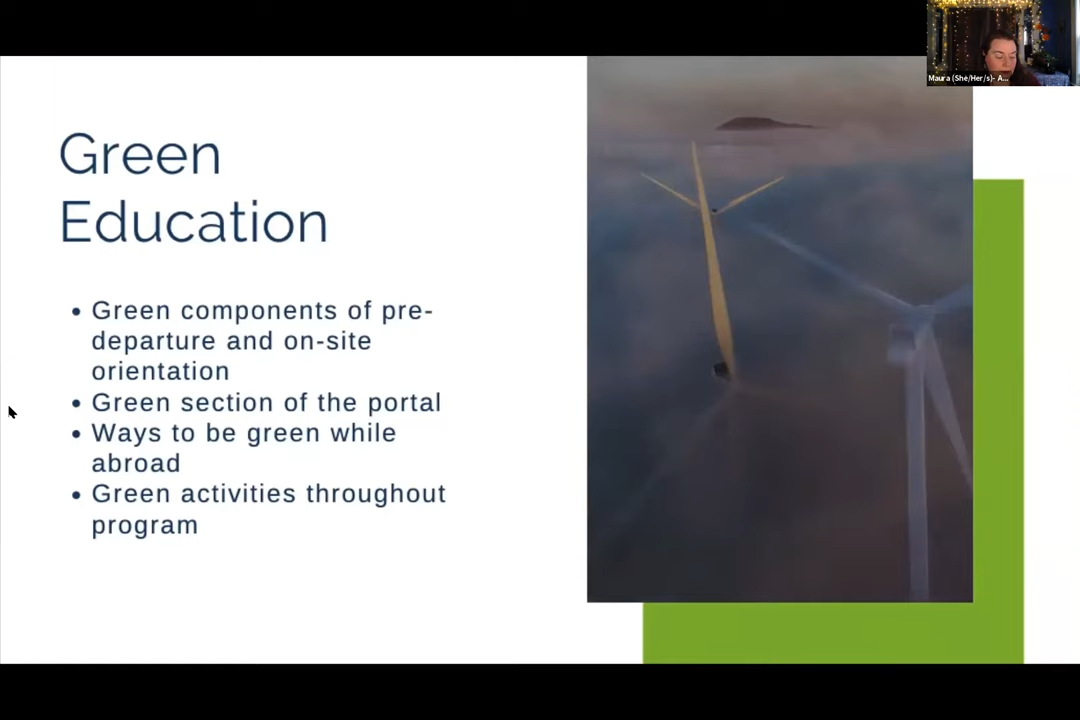 Maura (She/Her/s)- A...
Green
Education
• Green components of pre-
departure and on-site
orientation
• Green section of the portal
• Ways to be green while
abroad
• Green activities throughout
program